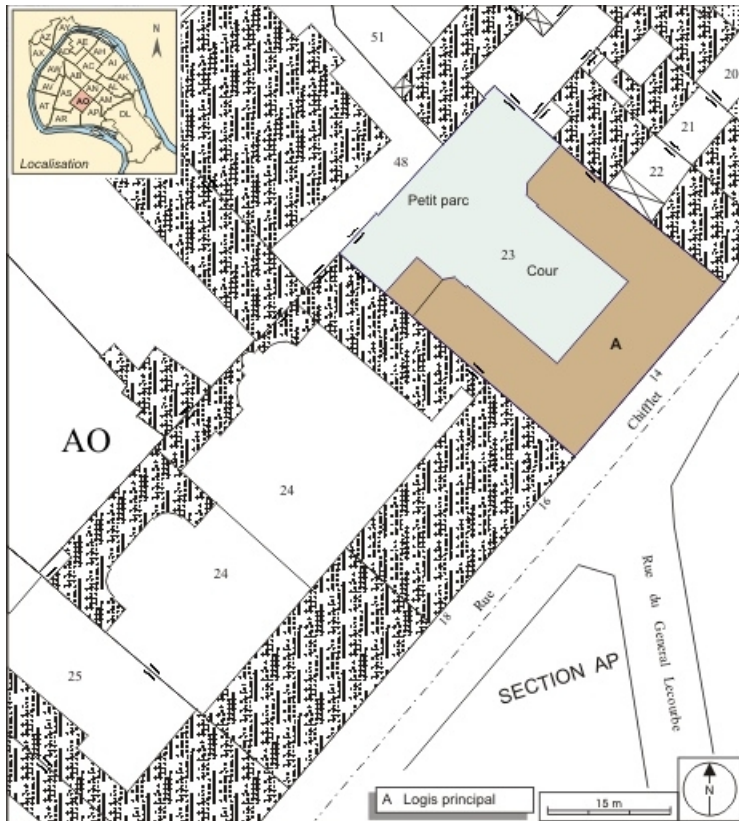 N
AY
AZ
AE
AD
AH
AX
AC
AI
AW
AB
AK
AV
AS
AN
AL
AO
AM
AT
AP
DL
AR
Localisation
51
20
21
22
48
Petit parc
23
Cour
A
14
Chifflet
AO
24
16
24
Rue
18
25
Rue du General Lecourbe
SECTION AP
A Logis principal
15 m
N